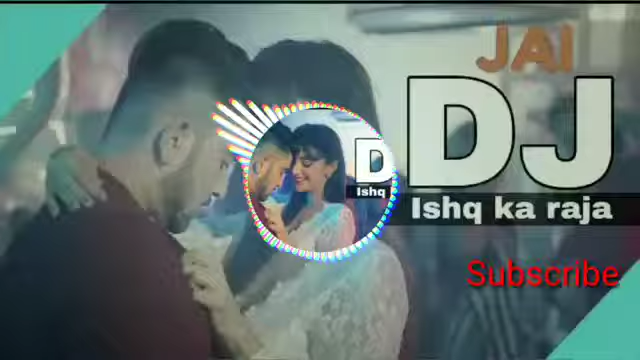 JAI
DJ
Ishq ka raja
D
Ishq
Subscribe